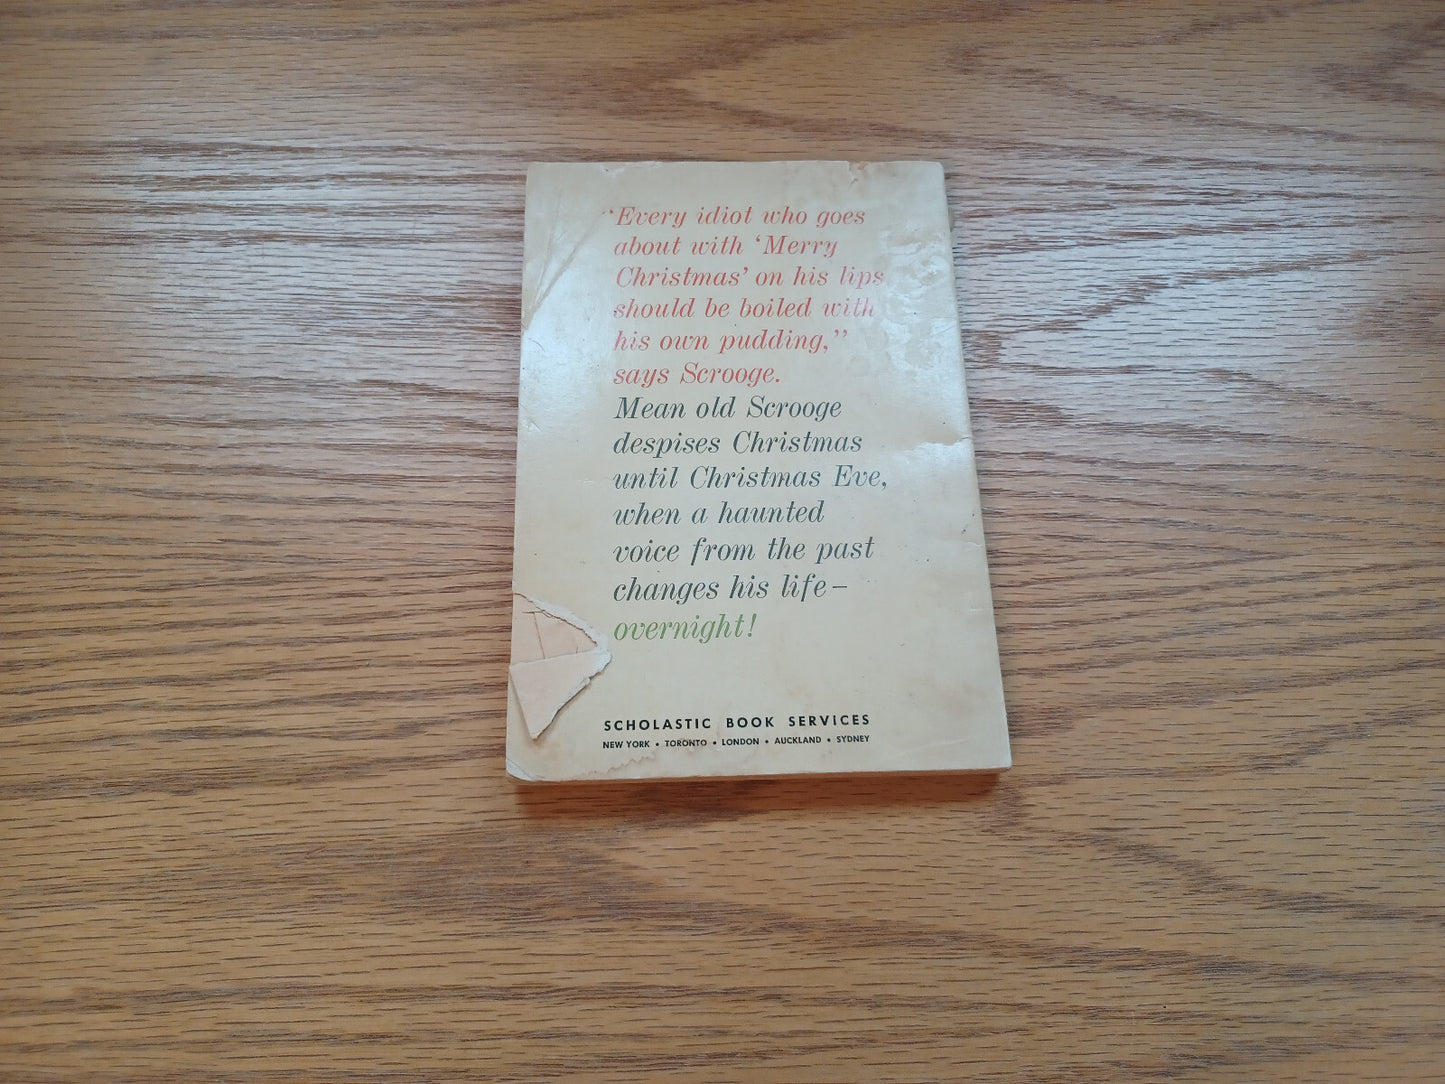 “Every idiot who goes
about with ‘Merry
Christmas’ on his lips
should be boiled with
his own pudding,”
says Scrooge.
Mean old Scrooge
despises Christmas
until Christmas Eve,
when a haunted
voice from the past
changes his life–
overnight!
SCHOLASTIC BOOK SERVICES
NEW YORK • TORONTO • LONDON • AUCKLAND • SYDNEY